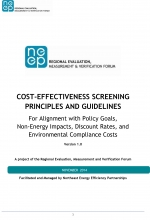 neep
REGIONAL EVALUATION,
MEASUREMENT & VERIFICATION FORUM
COST-EFFECTIVENESS SCREENING
PRINCIPLES AND GUIDELINES
For Alignment with Policy Goals,
Non-Energy Impacts, Discount Rates, and
Environmental Compliance Costs
Version 1.0
A project of the Regional Evaluation, Measurement and Verification Forum
NOVEMBER 2014
Facilitated and Managed by Northeast Energy Efficiency Partnerships